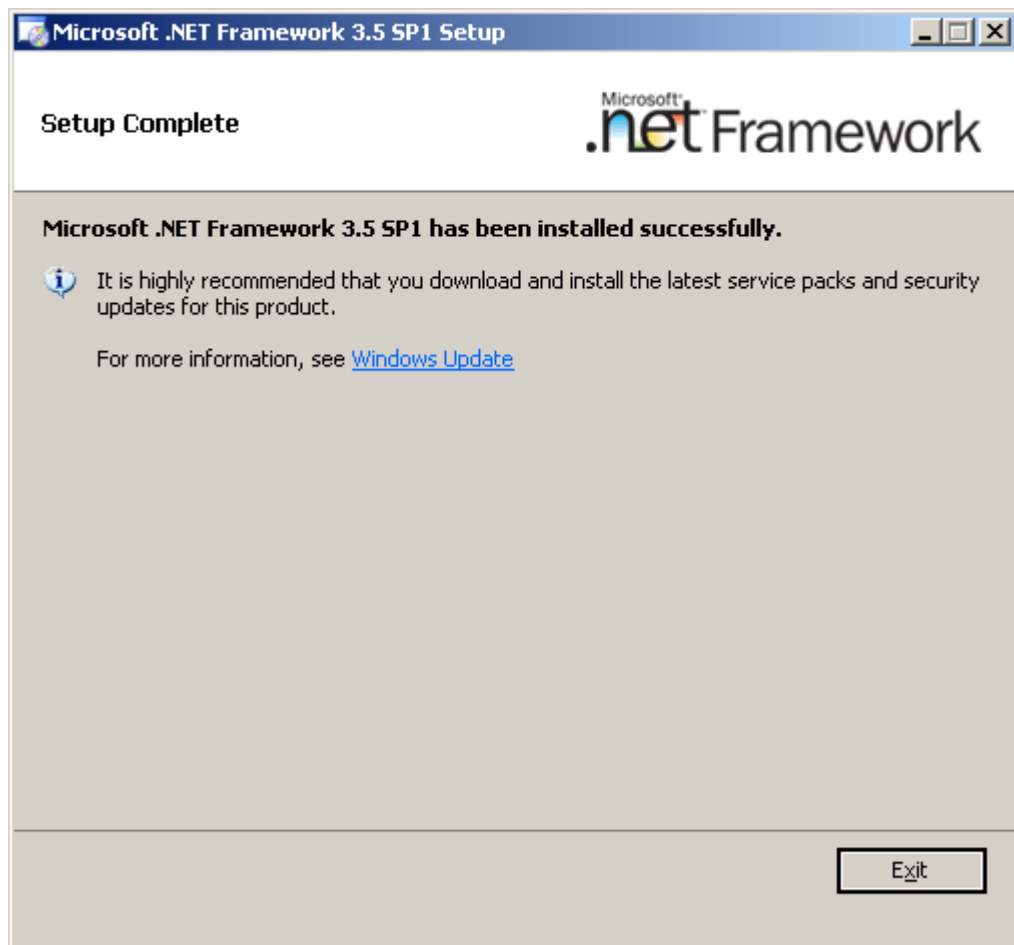 Microsoft .NET Framework 3.5 SP1 Setup
Setup Complete
Microsoft
.net Framework
Microsoft .NET Framework 3.5 SP1 has been installed successfully.
It is highly recommended that you download and install the latest service packs and security
updates for this product.
For more information, see Windows Update
Exit